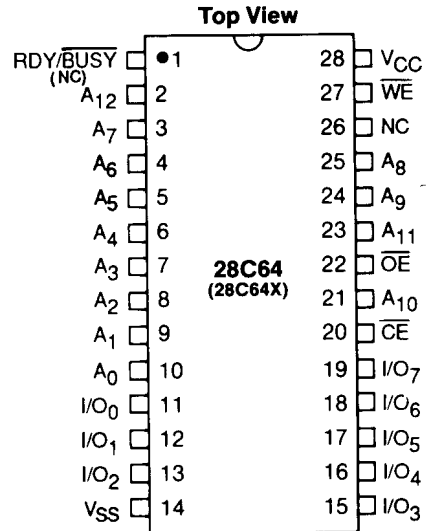 Top View
RDY/BUSY 1 28 VCC
(NC)
A12 2 27 WE
A7 3 26 NC
A6 4 25 A8
A5 5 24 A9
A4 6 23 A11
A3 7 28C64 22 OE
A2 8 (28C64X) 21 A10
A1 9 20 CE
A0 10 19 I/O7
I/O0 11 18 I/O6
I/O1 12 17 I/O5
I/O2 13 16 I/O4
VSS 14 15 I/O3